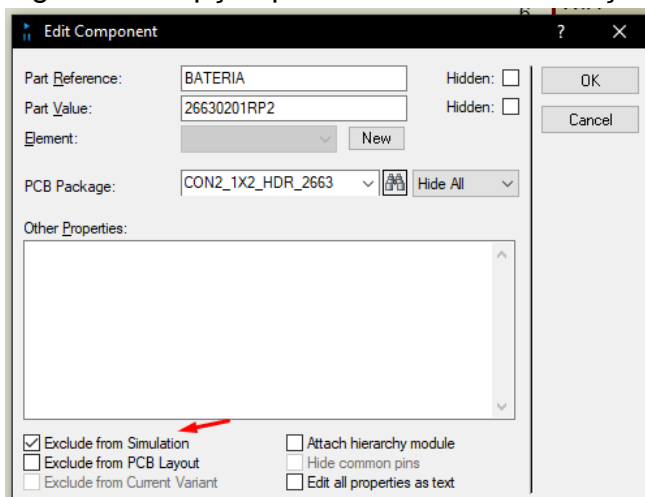 Edit Component ? X
Part Reference: BATERIA Hidden:
Part Value: 26630201RP2 Hidden:
Element: New
PCB Package: CON2_1X2_HDR_2663 Hide All
Other Properties:
OK
Cancel
Exclude from Simulation Attach hierarchy module
Exclude from PCB Layout Hide common pins
Exclude from Current Variant Edit all properties as text